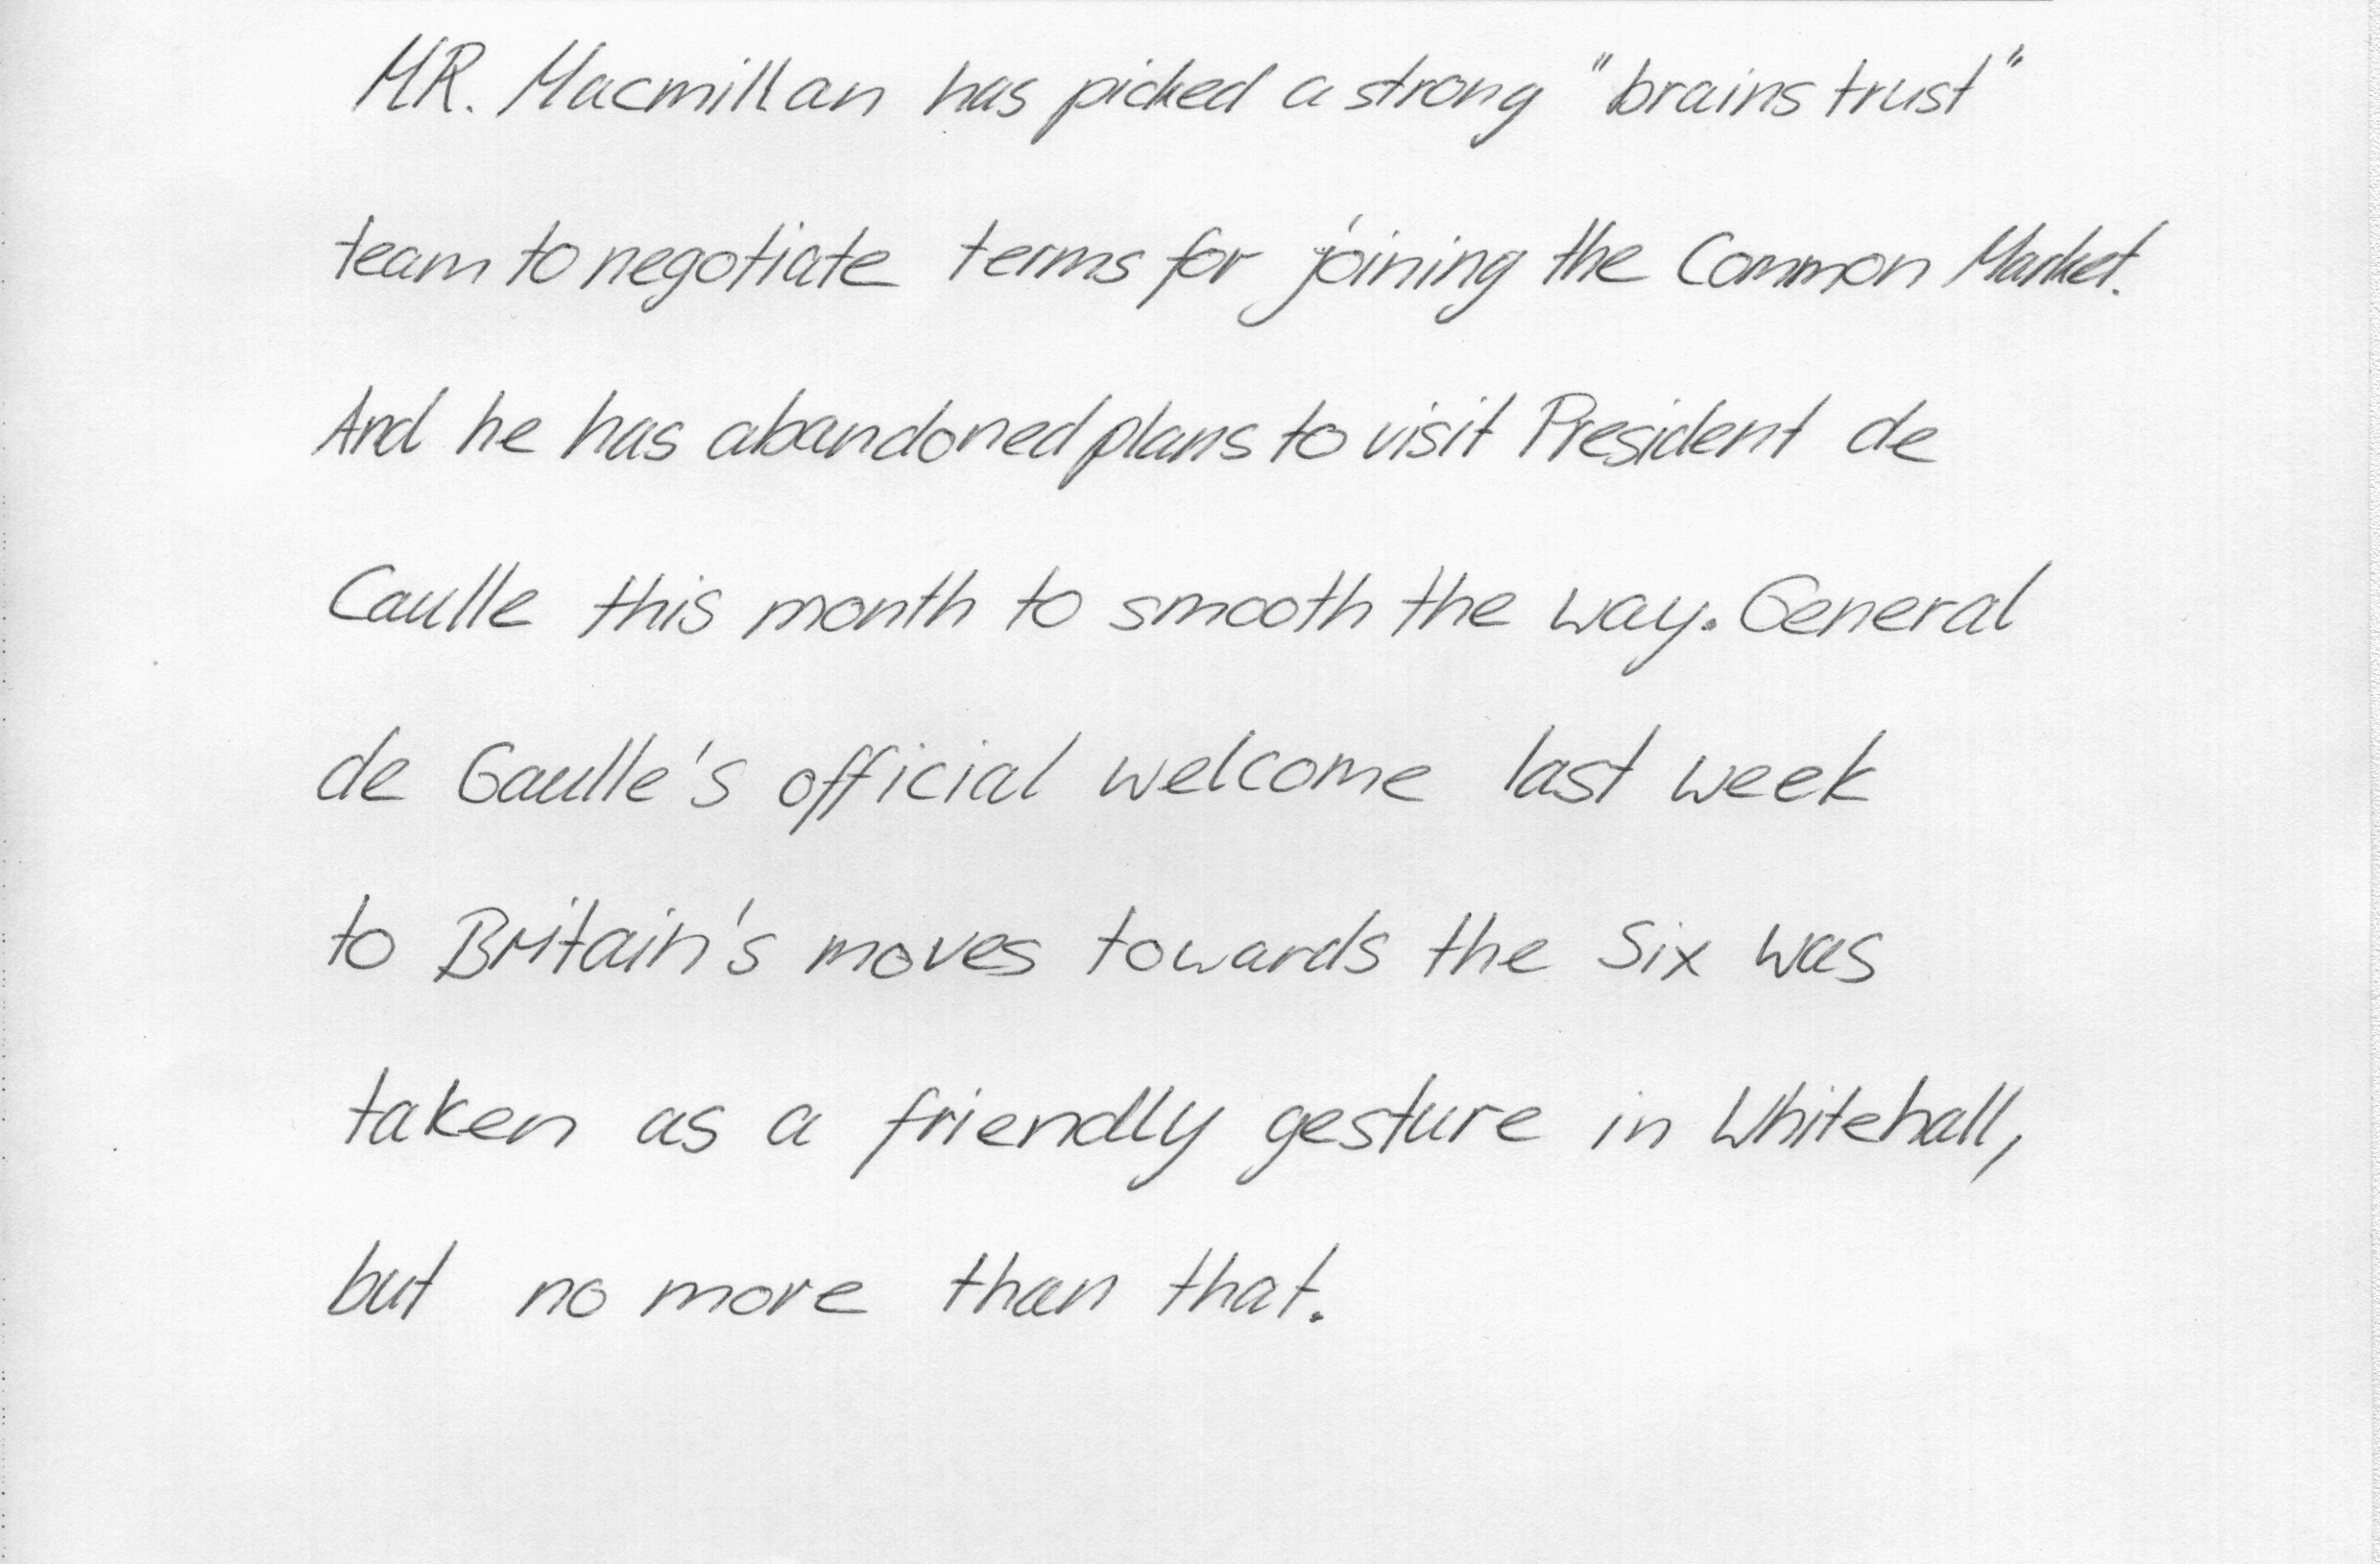 MR. Macmillan has picked a strong "brains trust"
team to negotiate terms for joining the Common Market.
And he has abandoned plans to visit President de
Caulle this month to smooth the way. General
de Gaulle's official welcome last week
to Britain's moves towards the Six was
taken as a friendly gesture in Whitehall,
but no more than that.